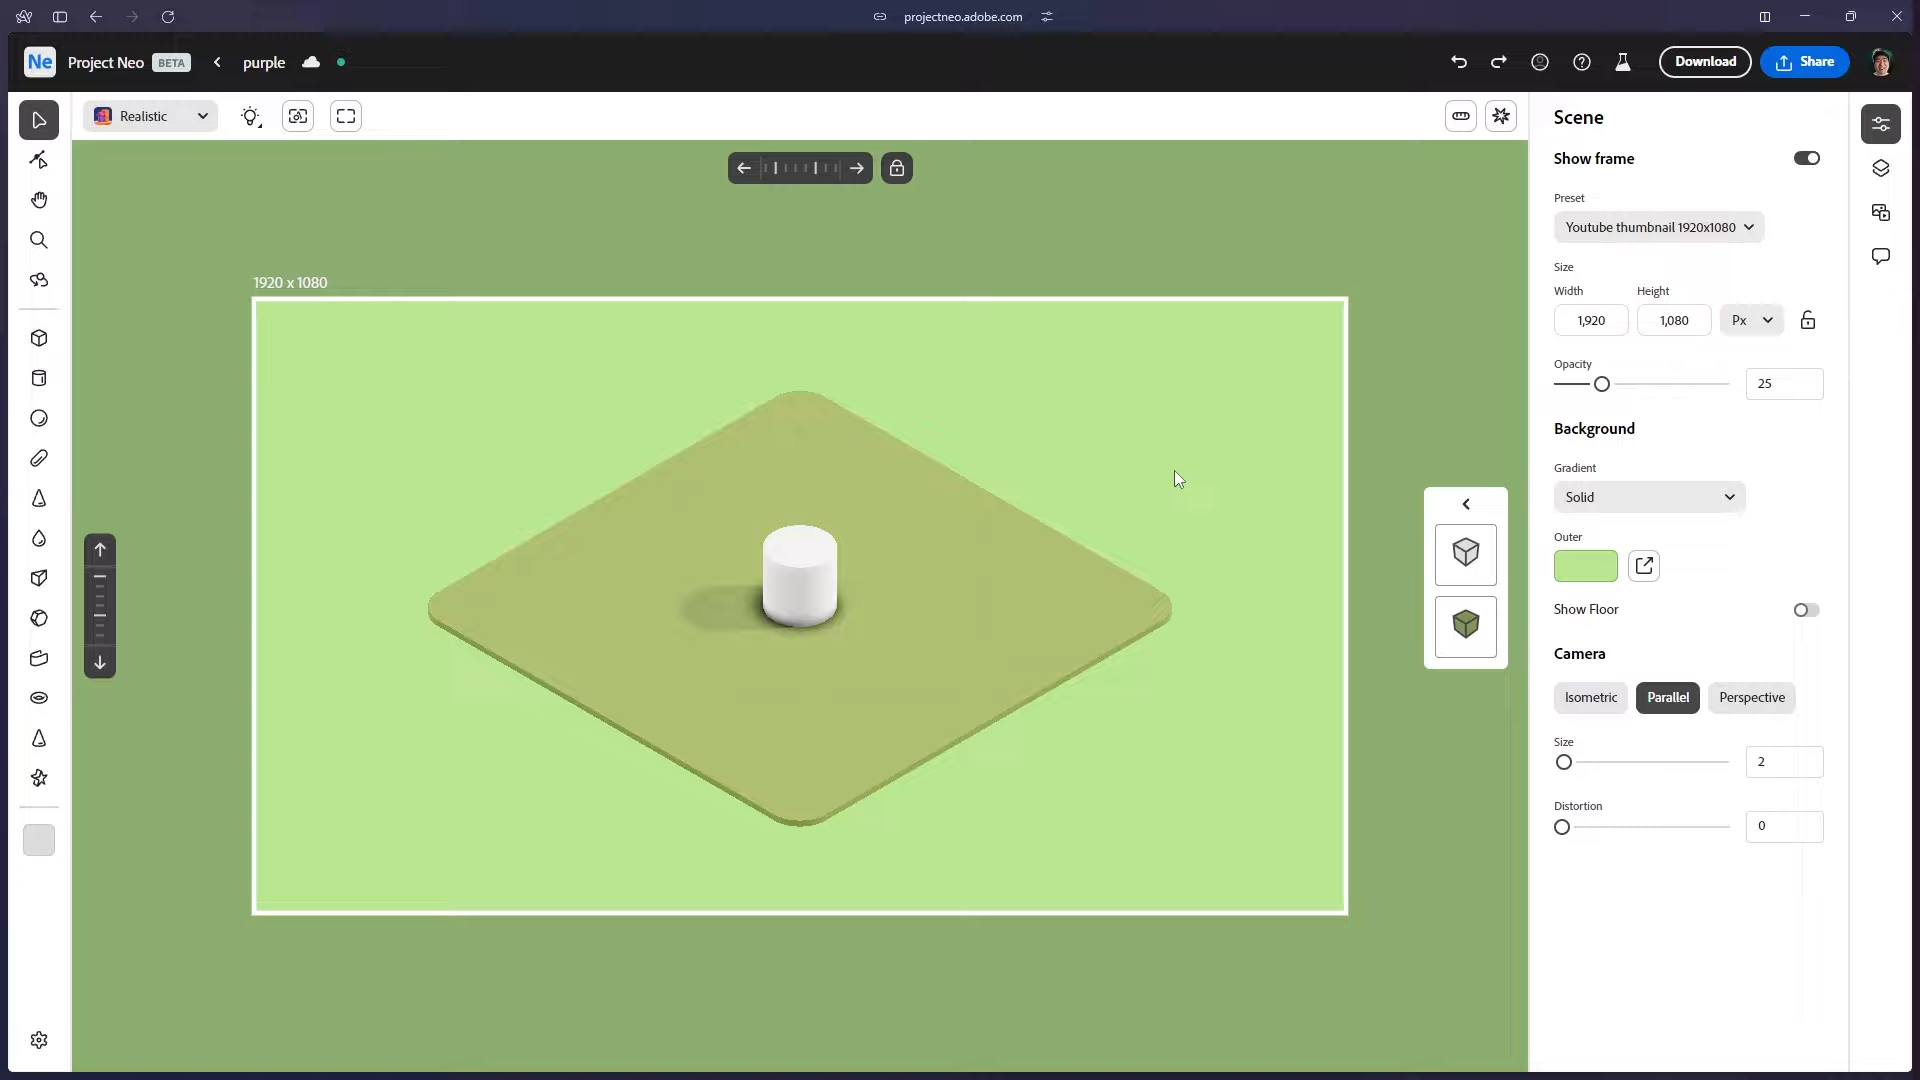 projectneo.adobe.com
Ne Project Neo BETA purple Download Share
Realistic
1920 x 1080
Scene
Show frame
Preset
Youtube thumbnail 1920x1080
Size
Width Height
1,920 1,080 Px
Opacity
25
Background
Gradient
Solid
Outer
Show Floor
Camera
Isometric Parallel Perspective
Size
2
Distortion
0